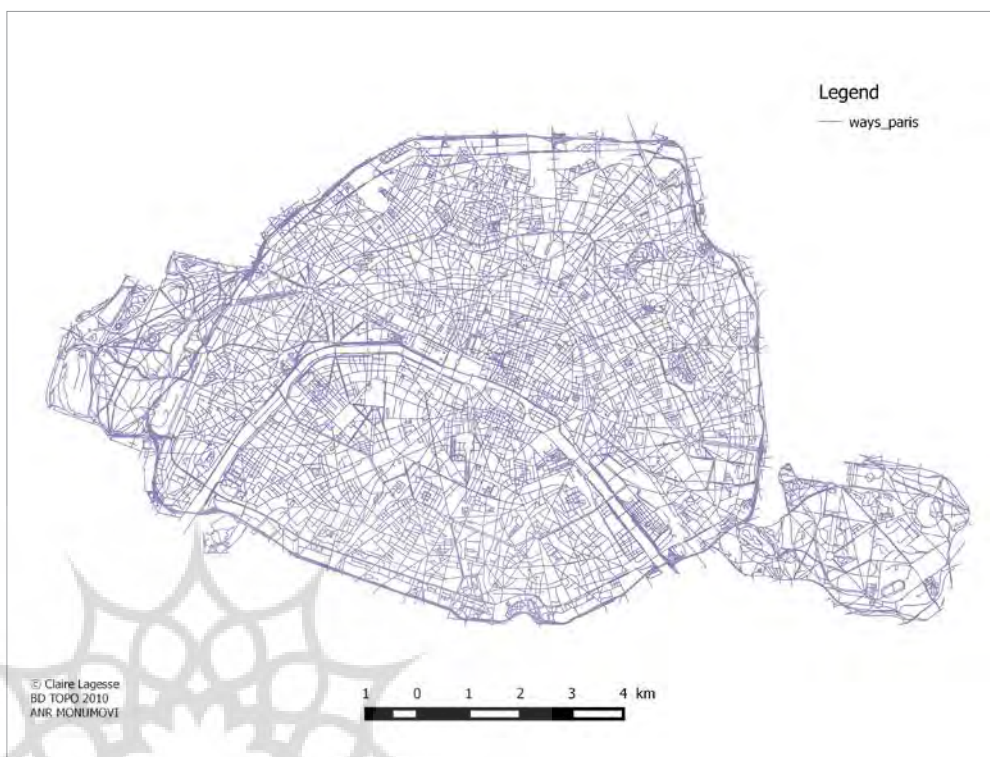 Legend
ways_paris
© Claire Lagesse
BD TOPO 2010
ANR MONUMOVI
1 0 1 2 3 4 km